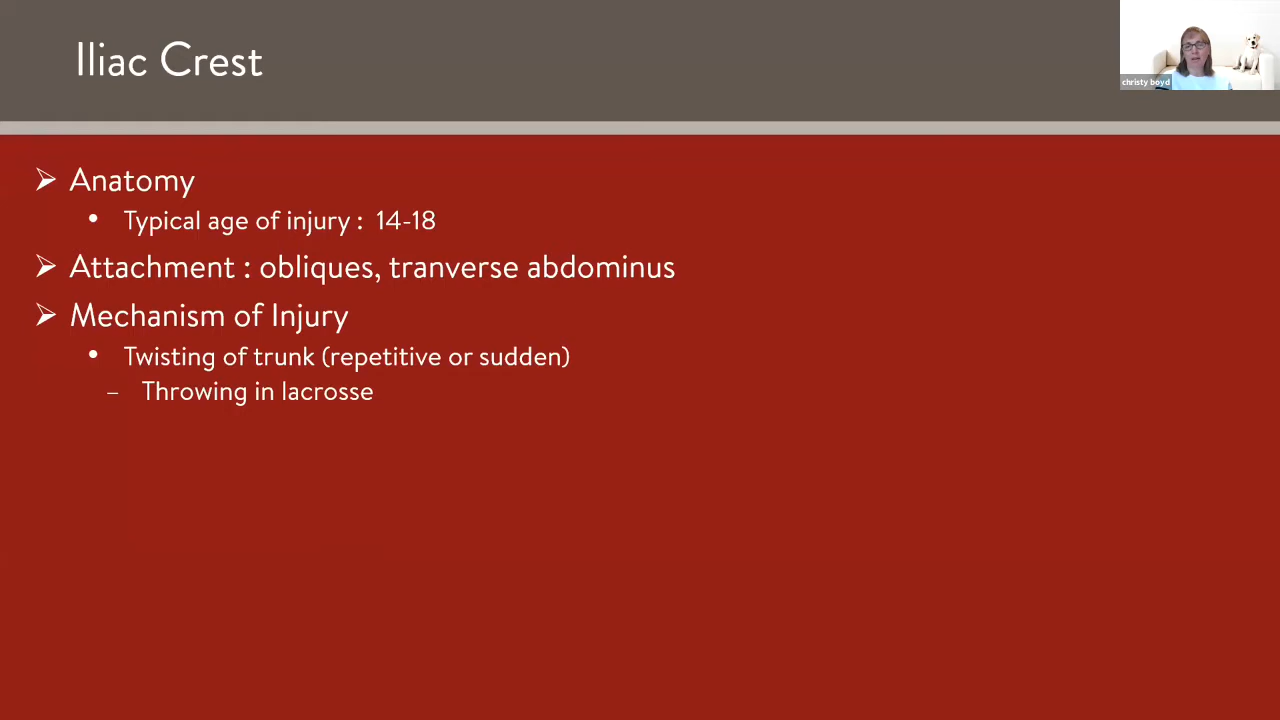 Iliac Crest
christy boyd
➢ Anatomy
• Typical age of injury : 14-18
➢ Attachment : obliques, tranverse abdominus
➢ Mechanism of Injury
• Twisting of trunk (repetitive or sudden)
– Throwing in lacrosse